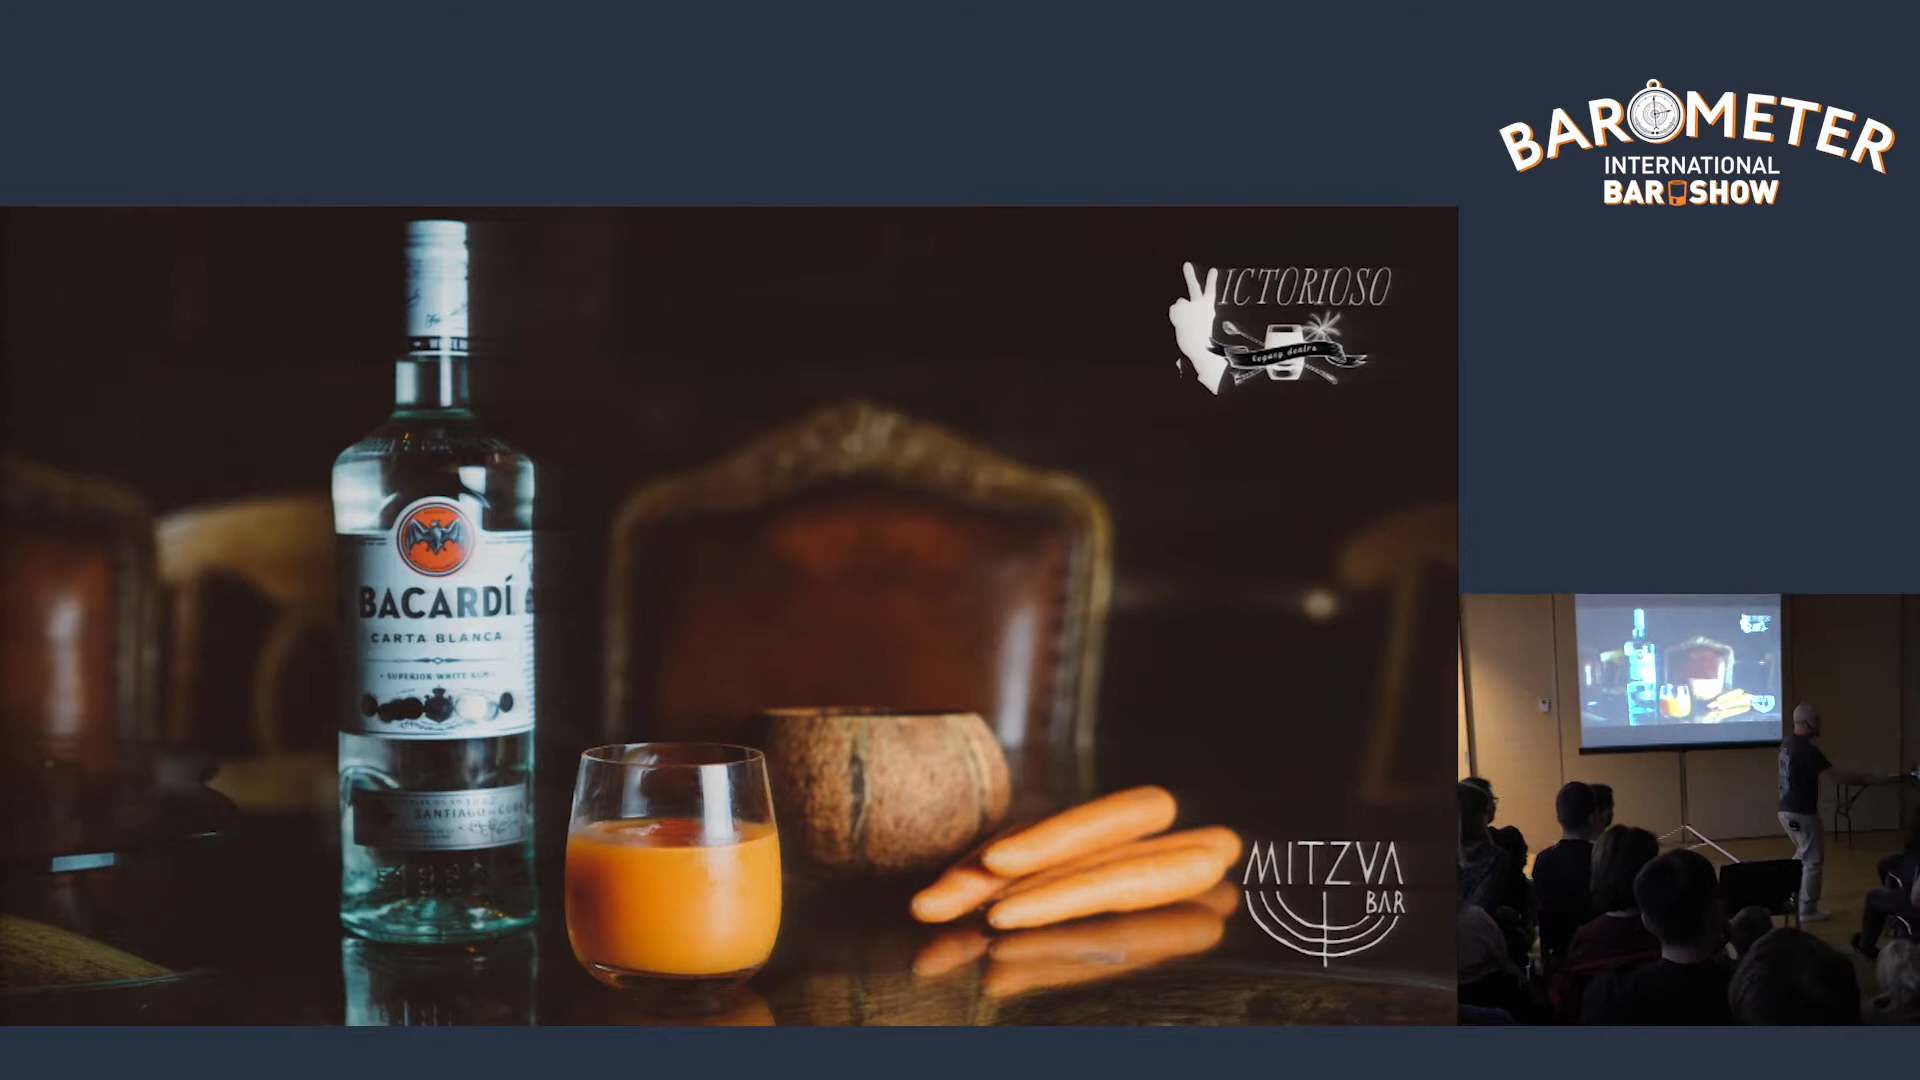 BAROMETER
INTERNATIONAL
BAR SHOW
VICTORIOSO
Legacy dentro
BACARDÍ
CARTA BLANCA
SUPERIOR WHITE RUM
SANTIAGO DE CUBA
MITZVA
BAR